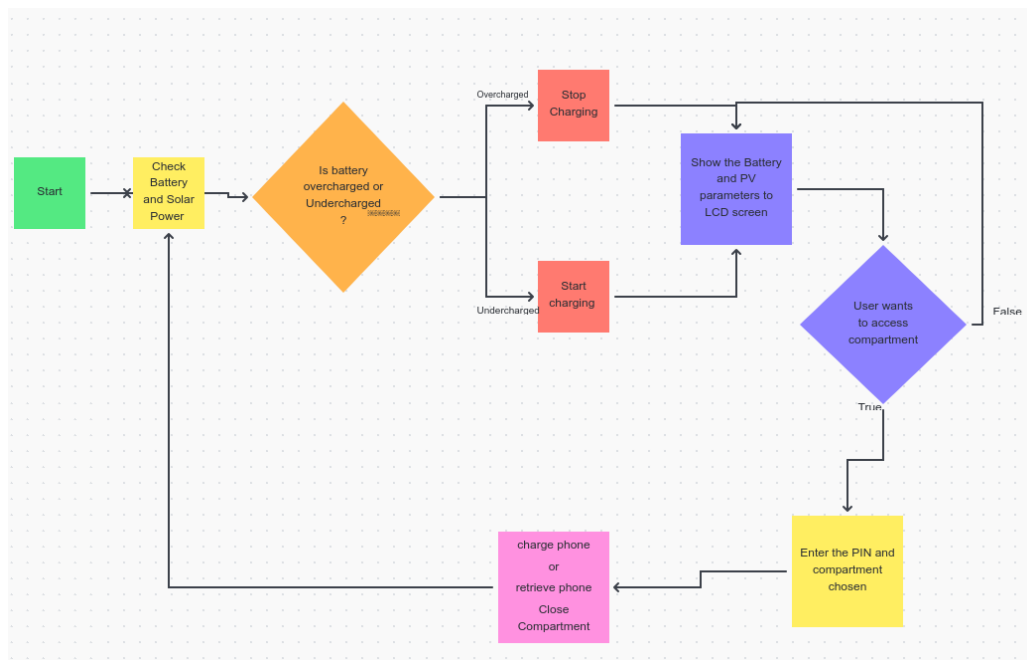 Start
Check
Battery
and Solar
Power
Is battery
overcharged or
Undercharged
?
Overcharged
Undercharged
Stop
Charging
Start
charging
Show the Battery
and PV
parameters to
LCD screen
User wants
to access
compartment
False
True
Enter the PIN and
compartment
chosen
charge phone
or
retrieve phone
Close
Compartment